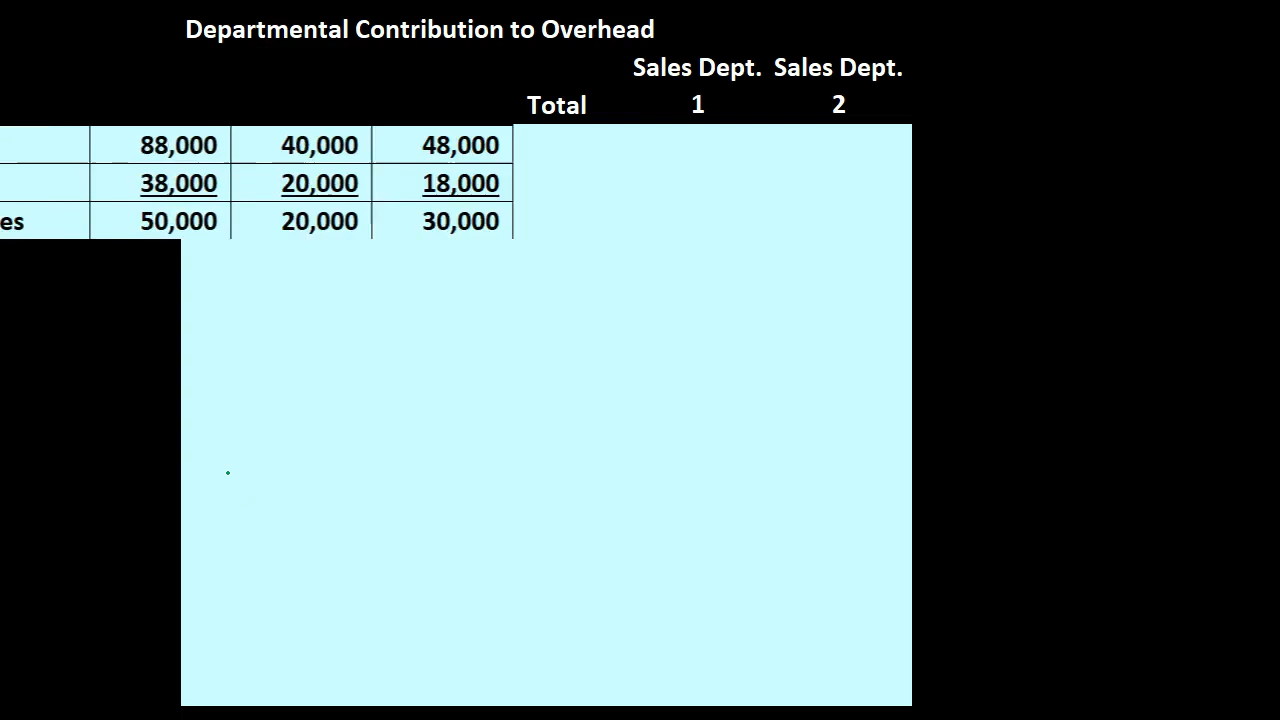 Departmental Contribution to Overhead
Sales Dept. Sales Dept.
Total 1 2
88,000 40,000 48,000
38,000 20,000 18,000
es 50,000 20,000 30,000